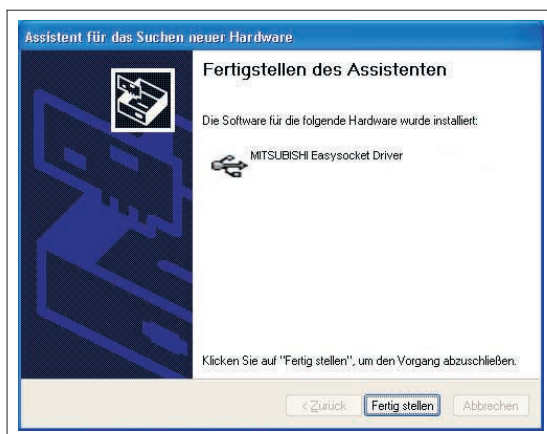 Assistent für das Suchen neuer Hardware
Fertigstellen des Assistenten
Die Software für die folgende Hardware wurde installiert:
MITSUBISHI Easysocket Driver
Klicken Sie auf "Fertig stellen", um den Vorgang abzuschließen.
< Zurück Fertig stellen Abbrechen